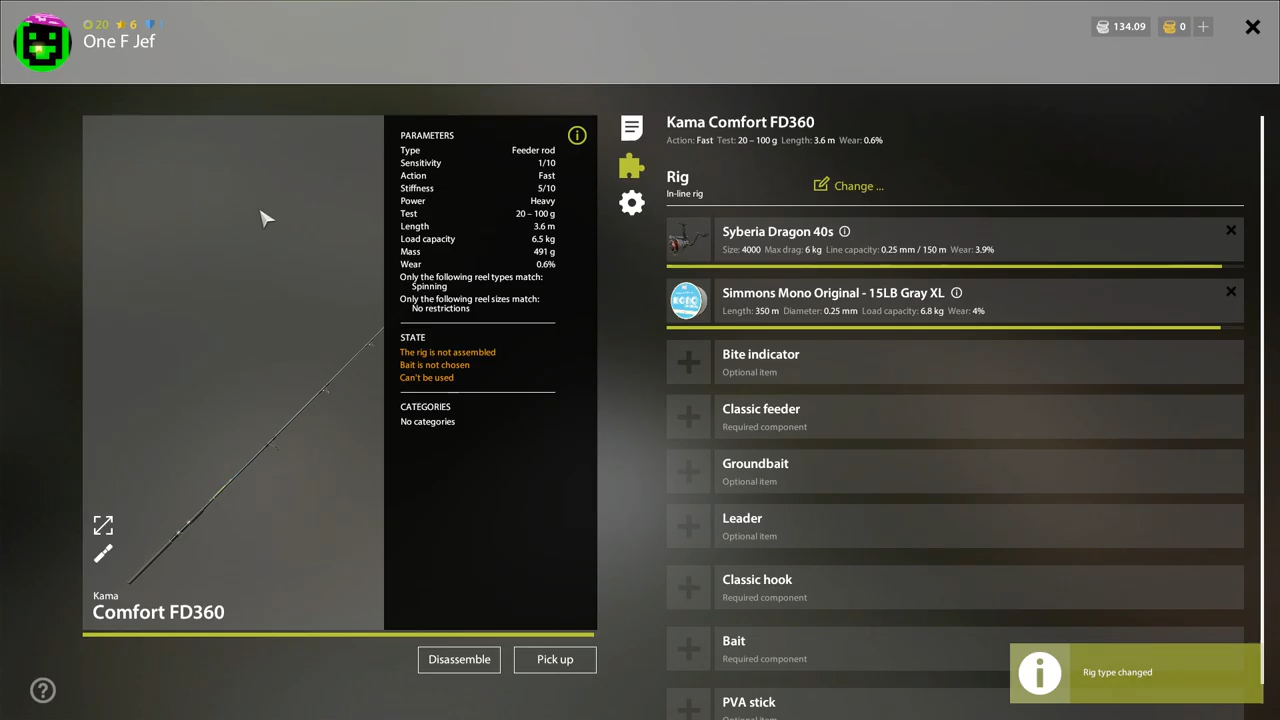 20 6
One F Jef
134.09
0
PARAMETERS
Type Feeder rod
Sensitivity 1/10
Action Fast
Stiffness 5/10
Power Heavy
Test 20 – 100 g
Length 3.6 m
Load capacity 6.5 kg
Mass 491 g
Wear 0.6%
Only the following reel types match:
Spinning
Only the following reel sizes match:
No restrictions
STATE
The rig is not assembled
Bait is not chosen
Can't be used
CATEGORIES
No categories
Kama
Comfort FD360
Disassemble
Pick up
Kama Comfort FD360
Action: Fast Test: 20 – 100 g Length: 3.6 m Wear: 0.6%
Rig
In-line rig
Change ...
Syberia Dragon 40s
Size: 4000 Max drag: 6 kg Line capacity: 0.25 mm / 150 m Wear: 3.9%
Simmons Mono Original - 15LB Gray XL
Length: 350 m Diameter: 0.25 mm Load capacity: 6.8 kg Wear: 4%
Bite indicator
Optional item
Classic feeder
Required component
Groundbait
Optional item
Leader
Optional item
Classic hook
Required component
Bait
Required component
PVA stick
Optional item
Rig type changed